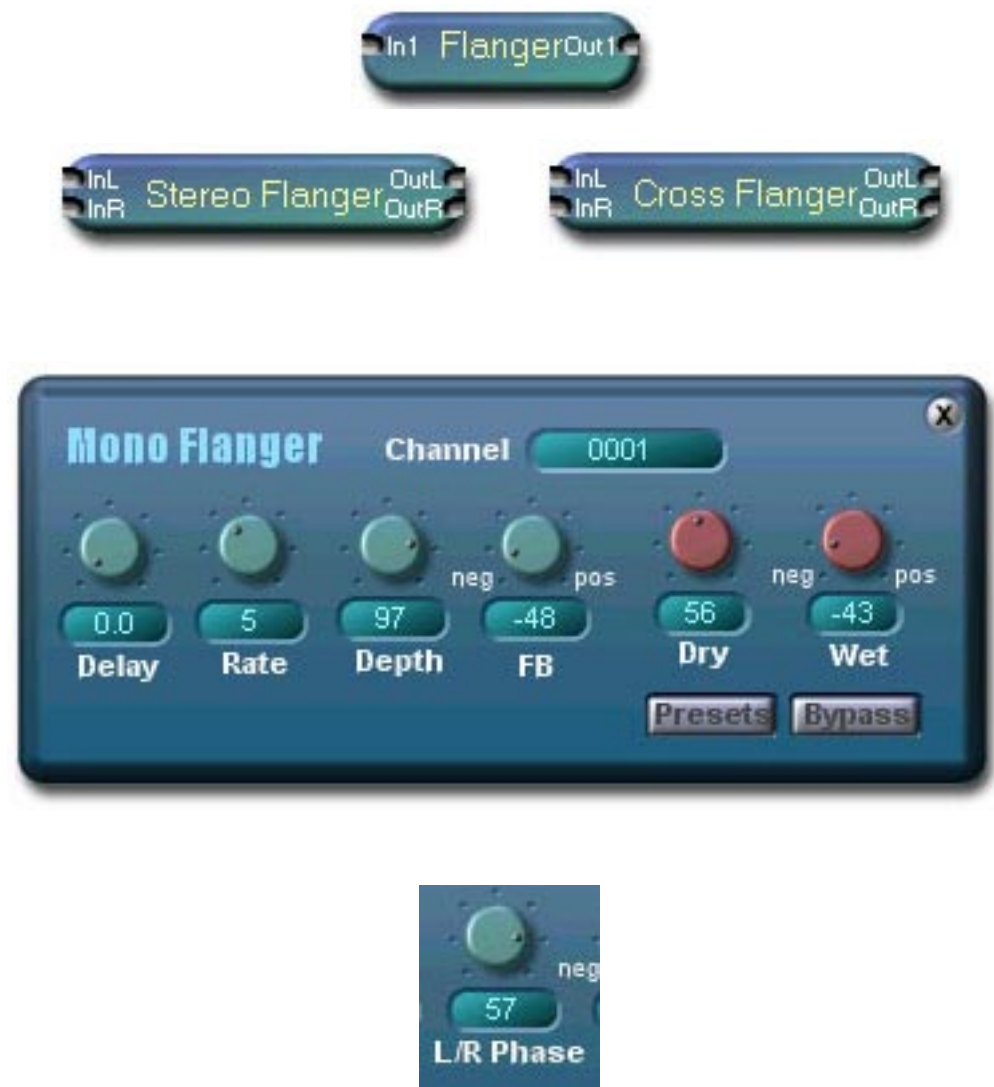 In1 Flanger Out1
InL Stereo Flanger OutL
InR OutR
InL Cross Flanger OutL
InR OutR
X
Mono Flanger Channel 0001
neg pos neg pos
0.0 5 97 -48 56 -43
Delay Rate Depth FB Dry Wet
Presets Bypass
neg
57
L/R Phase